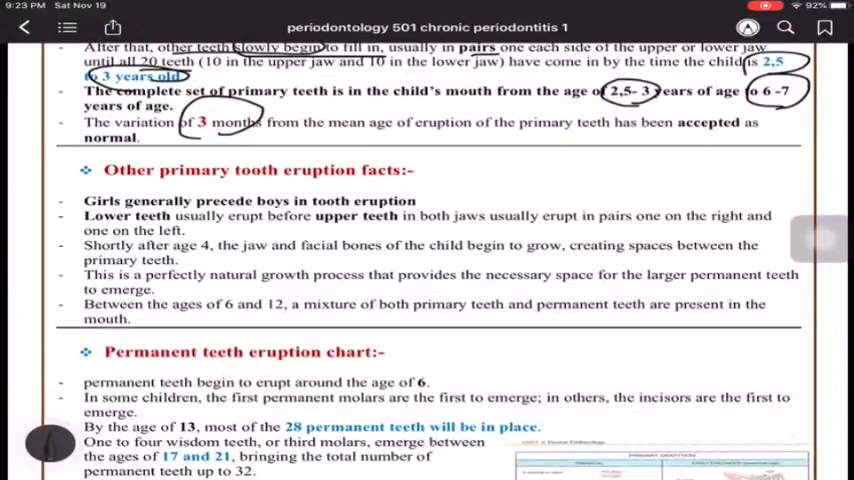 9:23 PM Sat Nov 19
92%
periodontology 501 chronic periodontitis 1
- After that, other teeth slowly begin to fill in, usually in pairs one each side of the upper or lower jaw
until all 20 teeth (10 in the upper jaw and 10 in the lower jaw) have come in by the time the child is 2,5
to 3 years old
- The complete set of primary teeth is in the child's mouth from the age of 2,5- 3 years of age to 6 -7
years of age.
- The variation of 3 months from the mean age of eruption of the primary teeth has been accepted as
normal.
❖ Other primary tooth eruption facts:-
- Girls generally precede boys in tooth eruption
- Lower teeth usually erupt before upper teeth in both jaws usually erupt in pairs one on the right and
one on the left.
- Shortly after age 4, the jaw and facial bones of the child begin to grow, creating spaces between the
primary teeth.
- This is a perfectly natural growth process that provides the necessary space for the larger permanent teeth
to emerge.
- Between the ages of 6 and 12, a mixture of both primary teeth and permanent teeth are present in the
mouth.
❖ Permanent teeth eruption chart:-
- permanent teeth begin to erupt around the age of 6.
- In some children, the first permanent molars are the first to emerge; in others, the incisors are the first to
emerge.
By the age of 13, most of the 28 permanent teeth will be in place.
One to four wisdom teeth, or third molars, emerge between
the ages of 17 and 21, bringing the total number of
permanent teeth up to 32.
PRIMARY DENTITION